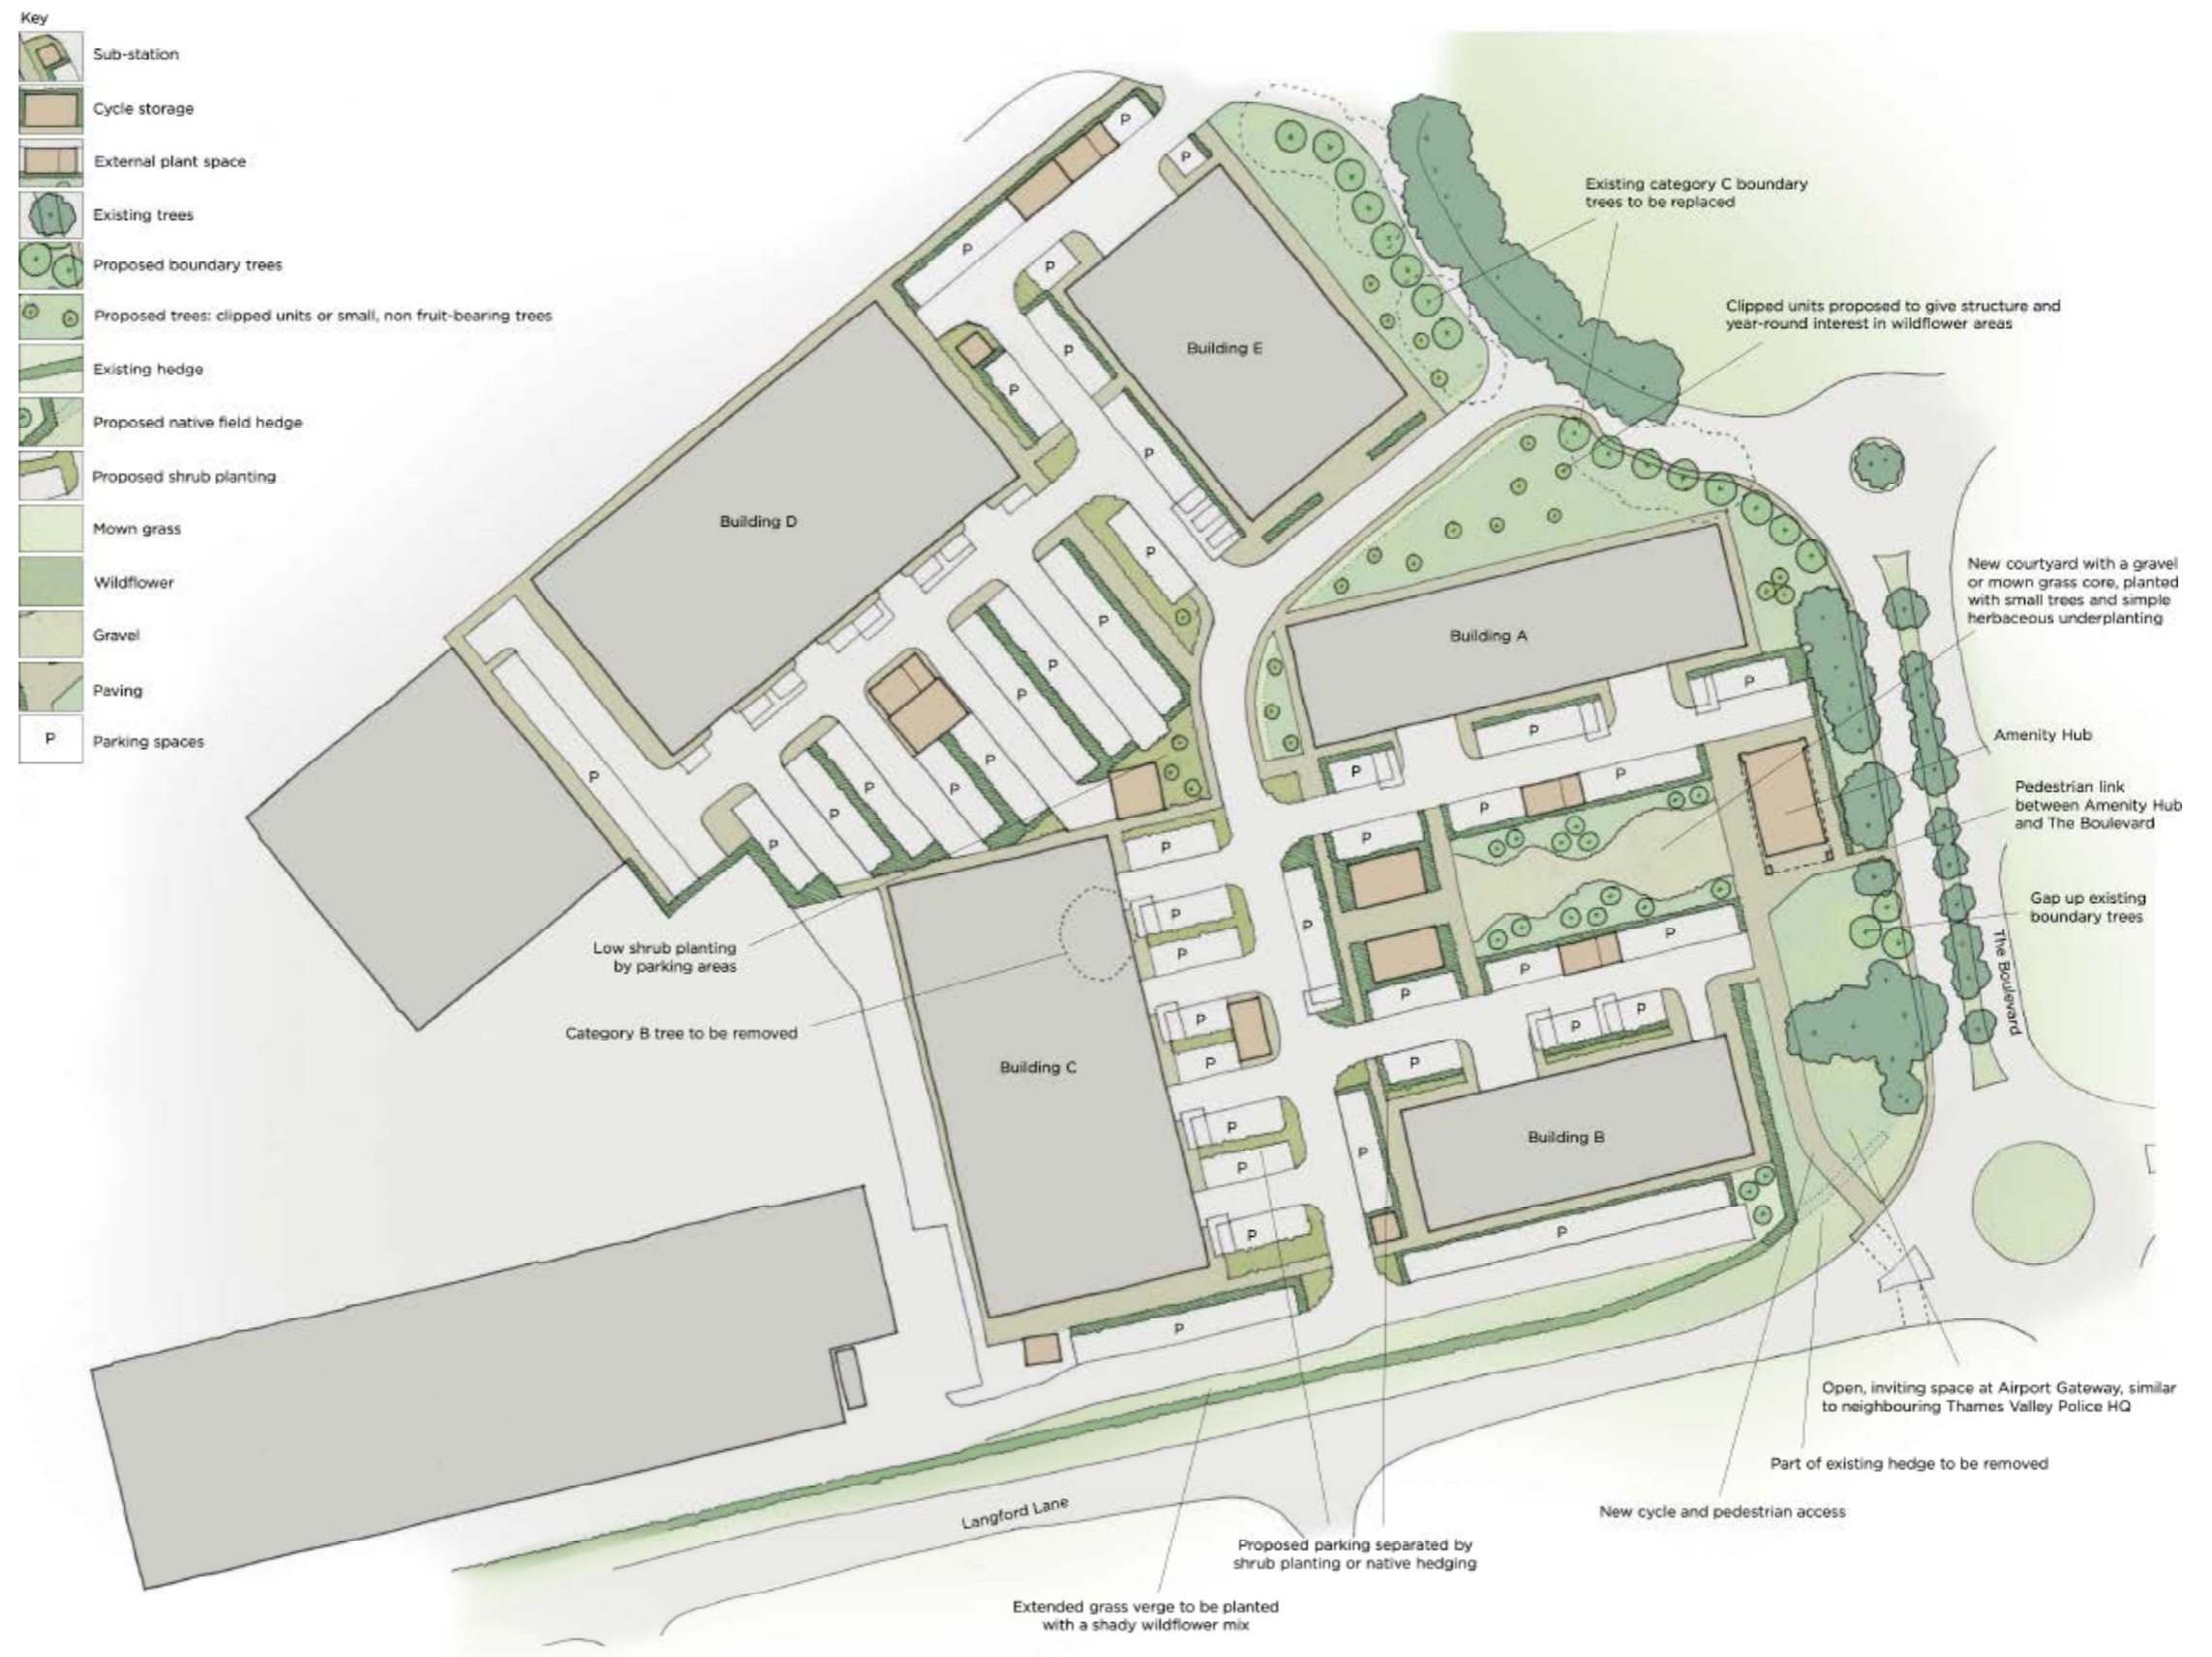 Key
Sub-station
Cycle storage
External plant space
Existing trees
Proposed boundary trees
Proposed trees: clipped units or small, non fruit-bearing trees
Existing hedge
Proposed native field hedge
Proposed shrub planting
Mown grass
Wildflower
Gravel
Paving
P
Parking spaces
P
P
Existing category C boundary
trees to be replaced
P
P
Clipped units proposed to give structure and
year-round interest in wildflower areas
Building E
P
P
P
Building D
P
New courtyard with a gravel
or mown grass core, planted
with small trees and simple
herbaceous underplanting
P
Building A
P
P
P
P
Amenity Hub
P
P
P
P
P
Pedestrian link
between Amenity Hub
and The Boulevard
P
P
P
P
P
P
P
Gap up existing
boundary trees
P
P
P
P
The Boulevard
Low shrub planting
by parking areas
P
P
P
Category B tree to be removed
P
P
P
P
P
Building C
P
Building B
P
P
P
P
P
P
Open, inviting space at Airport Gateway, similar
to neighbouring Thames Valley Police HQ
Part of existing hedge to be removed
New cycle and pedestrian access
Langford Lane
Proposed parking separated by
shrub planting or native hedging
Extended grass verge to be planted
with a shady wildflower mix